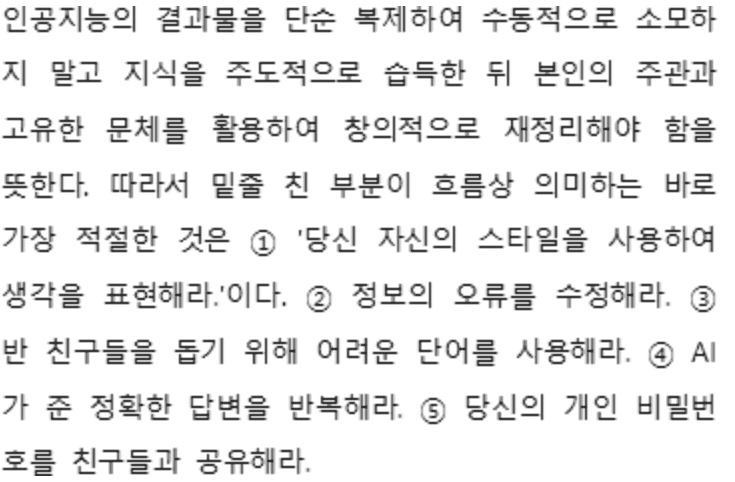 인공지능의 결과물을 단순 복제하여 수동적으로 소모하
지 말고 지식을 주도적으로 습득한 뒤 본인의 주관과
고유한 문체를 활용하여 창의적으로 재정리해야 함을
뜻한다. 따라서 밑줄 친 부분이 흐름상 의미하는 바로
가장 적절한 것은 ① '당신 자신의 스타일을 사용하여
생각을 표현해라.'이다. ② 정보의 오류를 수정해라. ③
반 친구들을 돕기 위해 어려운 단어를 사용해라. ④ AI
가 준 정확한 답변을 반복해라. ⑤ 당신의 개인 비밀번
호를 친구들과 공유해라.